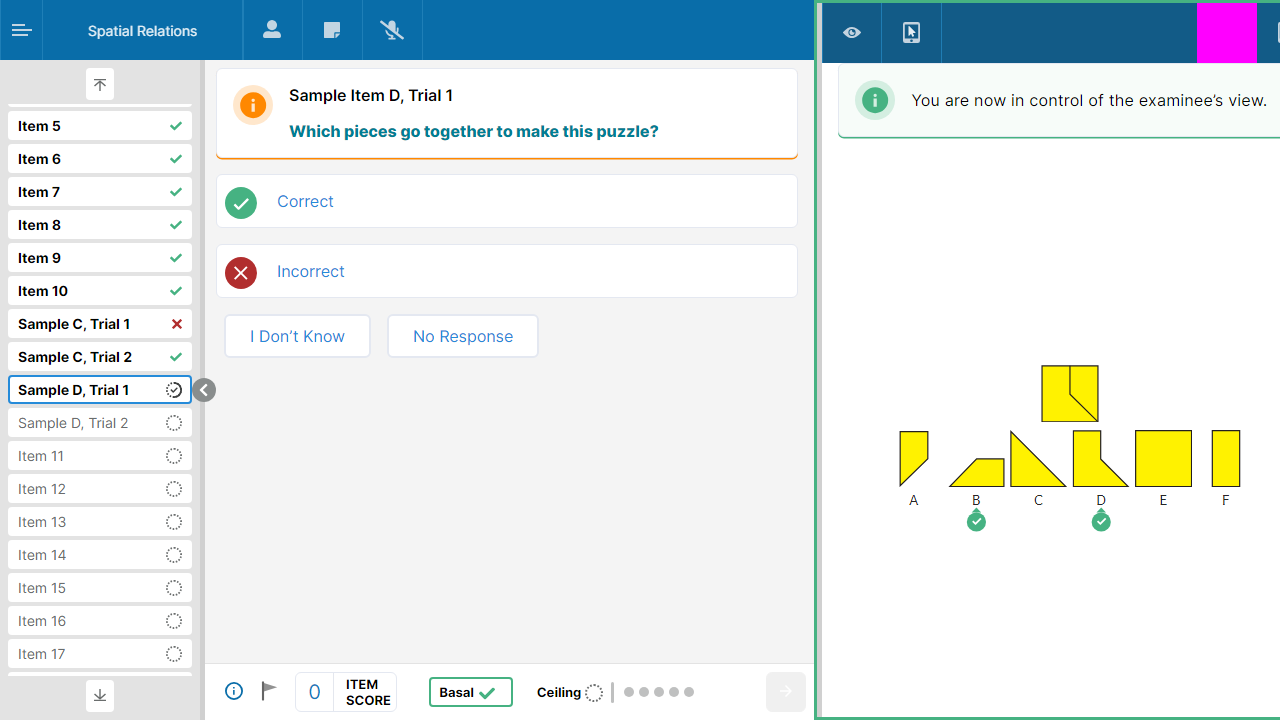 Spatial Relations
Item 5
Item 6
Item 7
Item 8
Item 9
Item 10
Sample C, Trial 1
Sample C, Trial 2
Sample D, Trial 1
Sample D, Trial 2
Item 11
Item 12
Item 13
Item 14
Item 15
Item 16
Item 17
Sample Item D, Trial 1
Which pieces go together to make this puzzle?
Correct
Incorrect
I Don’t Know
No Response
0
ITEM
SCORE
Basal
Ceiling
You are now in control of the examinee’s view.
A B C D E F